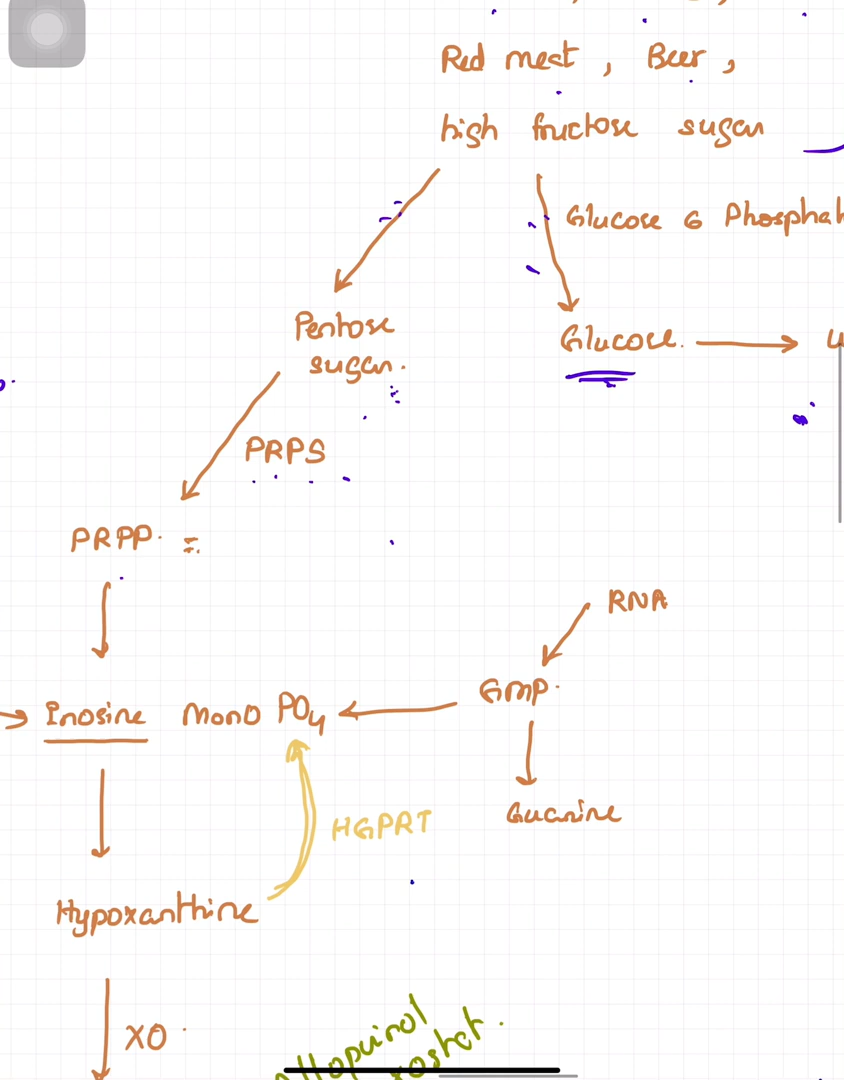 Red meat, Beer,
high fructose sugar
Glucose 6 Phosphat
Pentose
sugar.
Glucose.
PRPS
PRPP.
RNA
GMP.
Inosine Mono PO4
HGPRT
Guanine
Hypoxanthine
XO
llopurinol